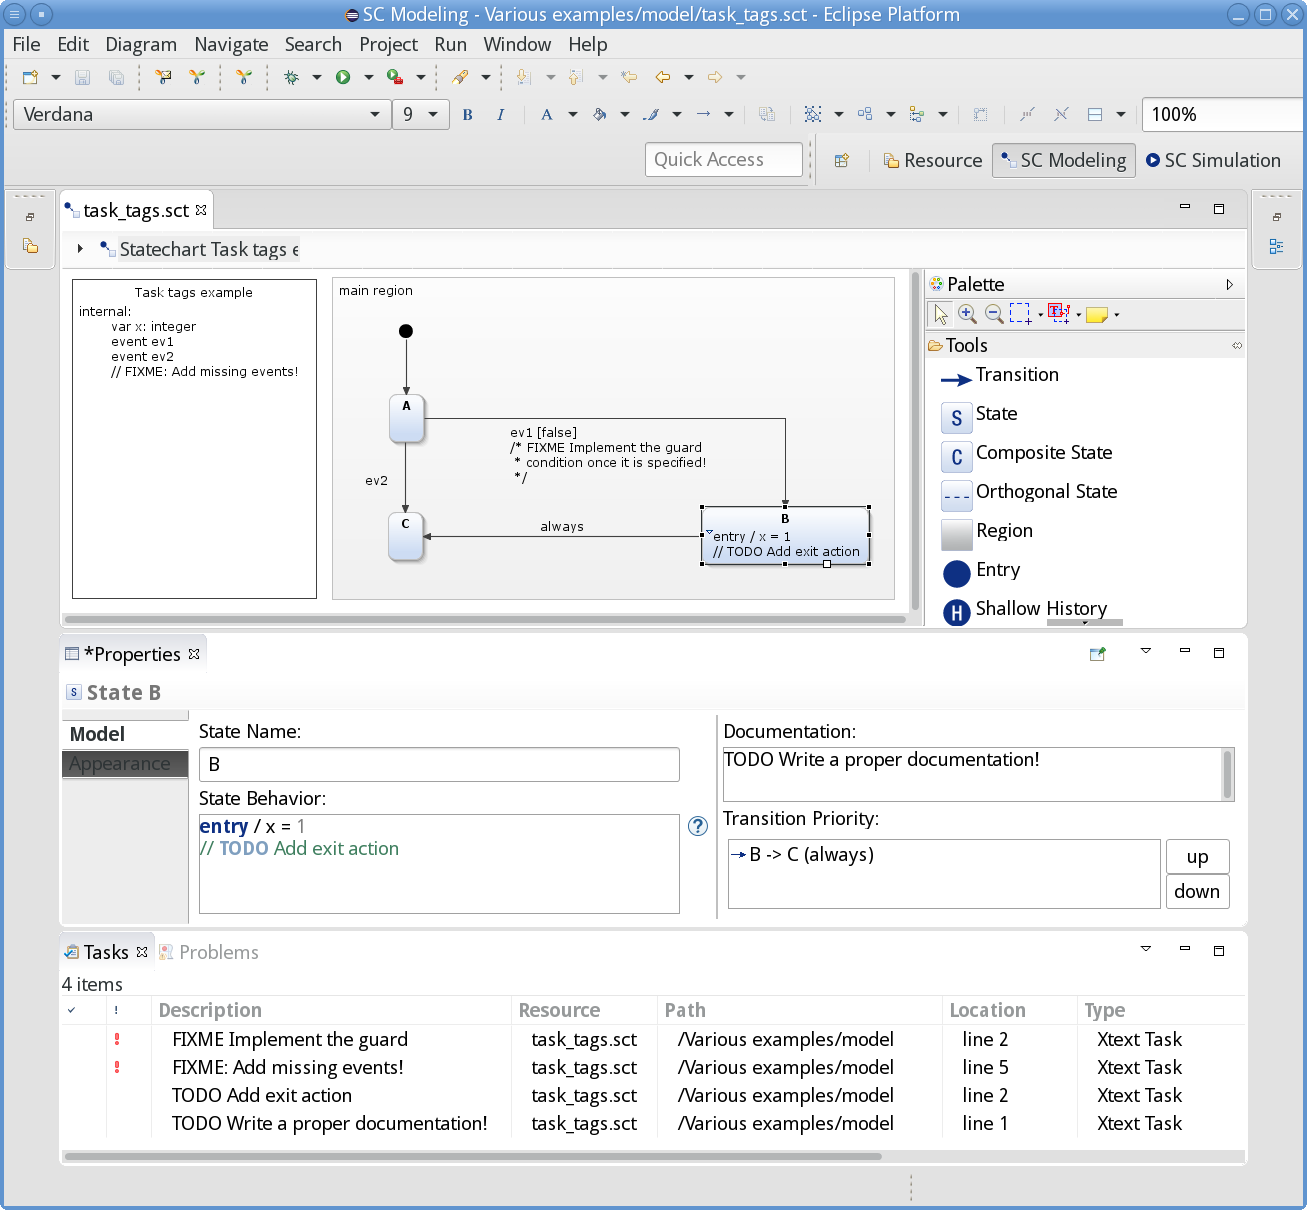 SC Modeling - Various examples/model/task_tags.sct - Eclipse Platform
File Edit Diagram Navigate Search Project Run Window Help
Verdana 9 B I A 100%
Quick Access Resource SC Modeling SC Simulation
task_tags.sct
Statechart Task tags e
Task tags example
internal:
var x: integer
event ev1
event ev2
// FIXME: Add missing events!
main region
A
ev1 [false]
/* FIXME Implement the guard
* condition once it is specified!
*/
ev2
C
always
B
entry / x = 1
// TODO Add exit action
Palette
Tools
Transition
S State
C Composite State
Orthogonal State
Region
Entry
H Shallow History
*Properties
S State B
Model
Appearance
State Name:
B
State Behavior:
entry / x = 1
// TODO Add exit action
?
Documentation:
TODO Write a proper documentation!
Transition Priority:
B -> C (always)
up
down
Tasks Problems
4 items
! Description Resource Path Location Type
! FIXME Implement the guard task_tags.sct /Various examples/model line 2 Xtext Task
! FIXME: Add missing events! task_tags.sct /Various examples/model line 5 Xtext Task
TODO Add exit action task_tags.sct /Various examples/model line 2 Xtext Task
TODO Write a proper documentation! task_tags.sct /Various examples/model line 1 Xtext Task